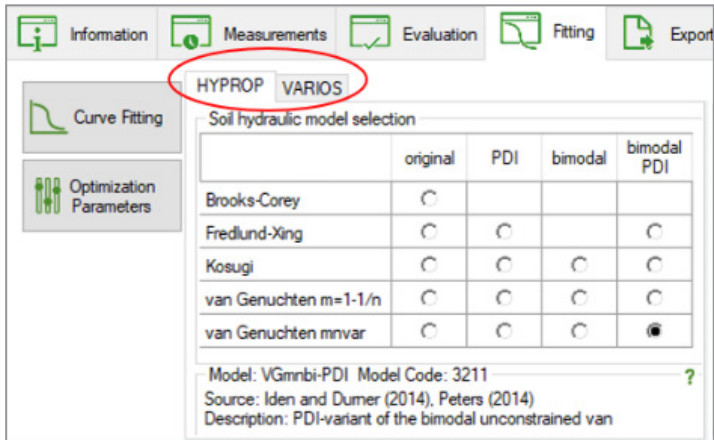 Information Measurements Evaluation Fitting Export
HYPROP VARIOS
Curve Fitting
Optimization
Parameters
Soil hydraulic model selection
original PDI bimodal bimodal
PDI
Brooks-Corey
Fredlund-Xing
Kosugi
van Genuchten m=1-1/n
van Genuchten mnvar
Model: VGmnbi-PDI Model Code: 3211 ?
Source: Iden and Durner (2014), Peters (2014)
Description: PDI-variant of the bimodal unconstrained van